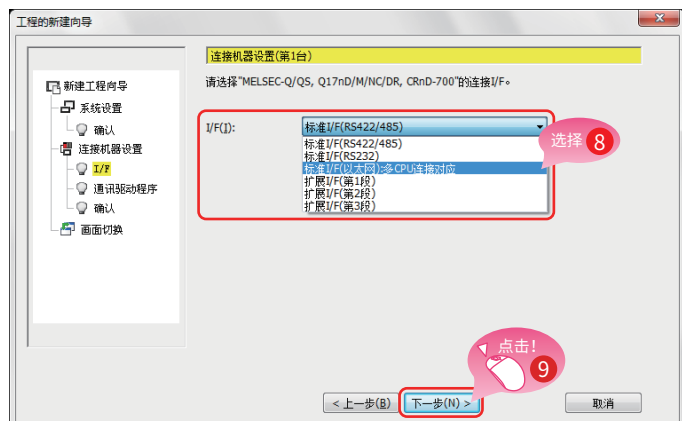 工程的新建向导
连接机器设置(第1台)
请选择"MELSEC-Q/QS, Q17nD/M/NC/DR, CRnD-700"的连接I/F。
新建工程向导
系统设置
确认
连接机器设置
I/F
通讯驱动程序
确认
画面切换
I/F(I):
标准I/F(RS422/485)
标准I/F(RS422/485)
标准I/F(RS232)
标准I/F(以太网):多CPU连接对应
扩展I/F(第1段)
扩展I/F(第2段)
扩展I/F(第3段)
选择 8
点击!
9
< 上一步(B)
下一步(N) >
取消